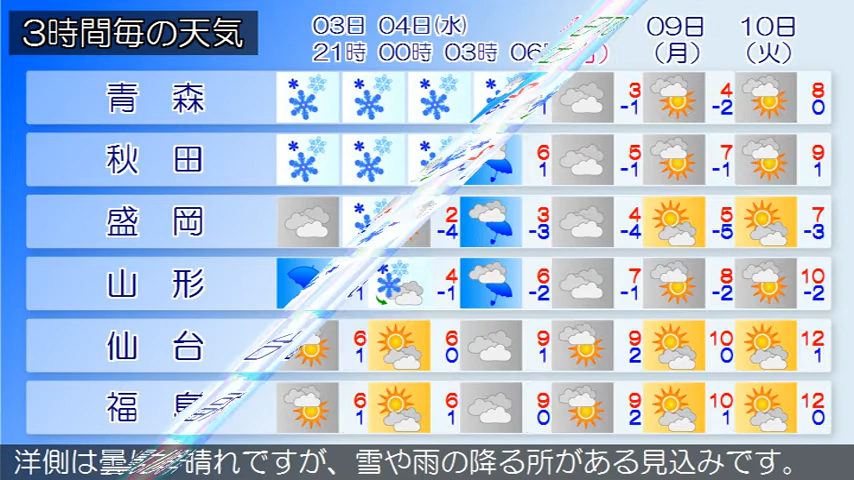 3時間毎の天気
03日 04日(水) 09日 10日
21時 00時 03時 06 (月) (火)
青森 1 3 -1 4 -2 8 0
秋田 6 1 5 -1 7 -1 9 1
盛岡 2 -4 3 -3 4 -4 5 -5 7 -3
山形 1 4 -1 6 -2 7 -1 8 -2 10 -2
仙台 6 1 6 0 9 1 9 2 10 0 12 1
福島 6 1 6 1 9 0 9 2 10 1 12 0
洋側は曇 晴れですが、雪や雨の降る所がある見込みです。